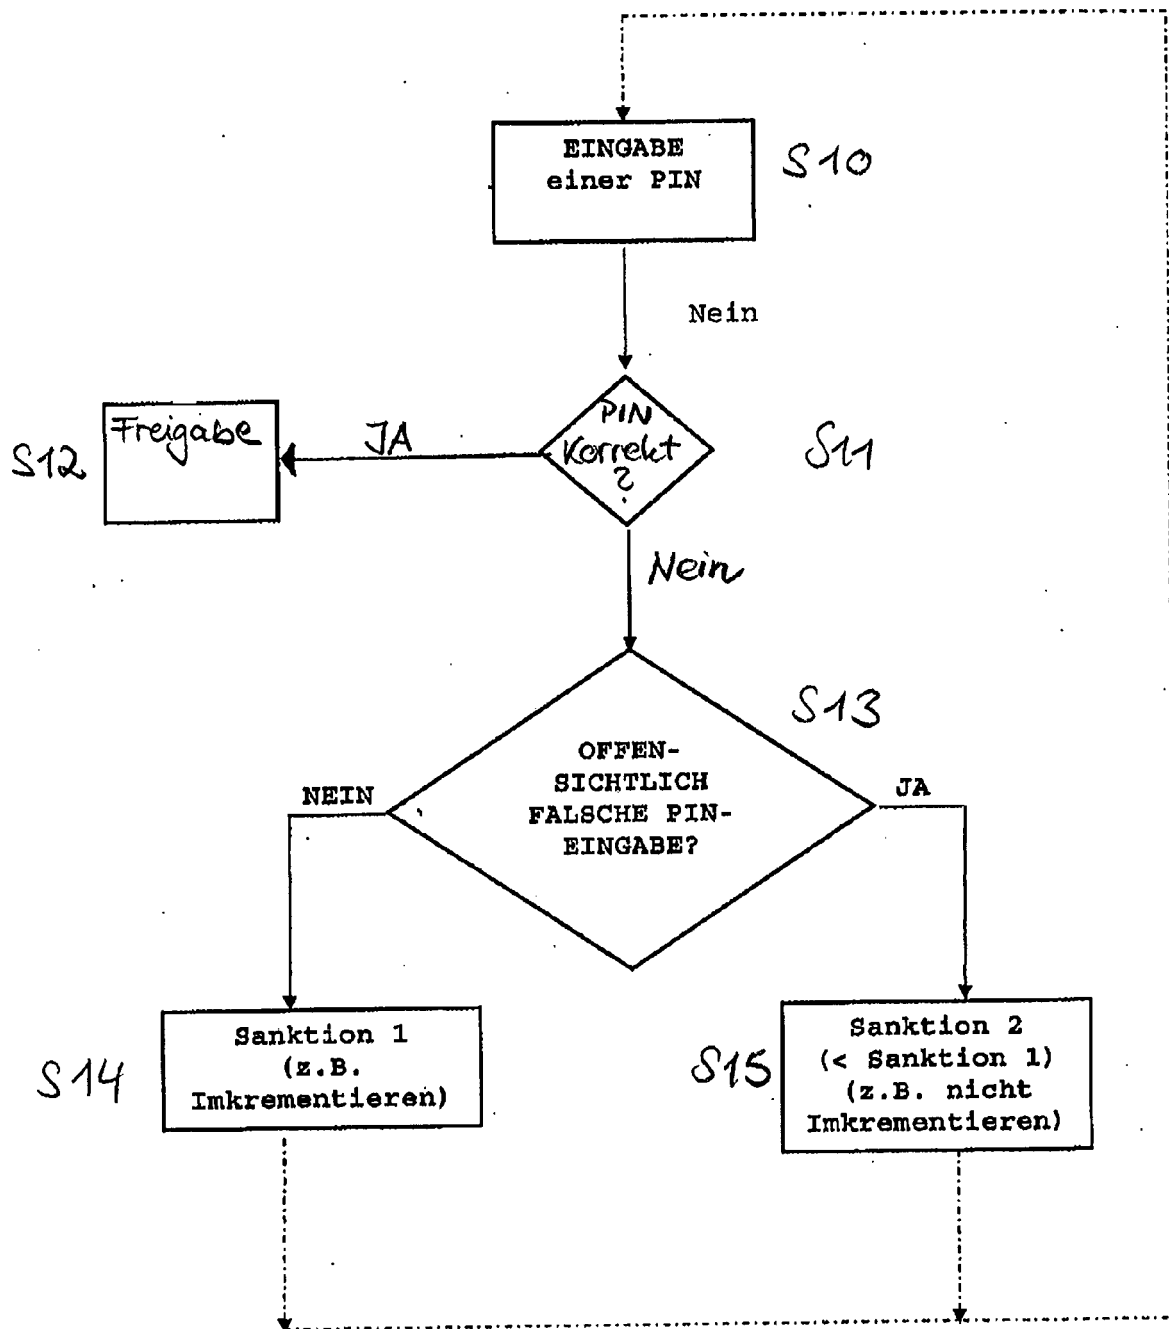 EINGABE
einer PIN
S10
Nein
PIN
Korrekt
?
S11
JA
Freigabe
S12
Nein
S13
OFFEN-
SICHTLICH
FALSCHE PIN-
EINGABE?
NEIN
JA
Sanktion 1
(z.B.
Imkrementieren)
S14
Sanktion 2
(< Sanktion 1)
(z.B. nicht
Imkrementieren)
S15